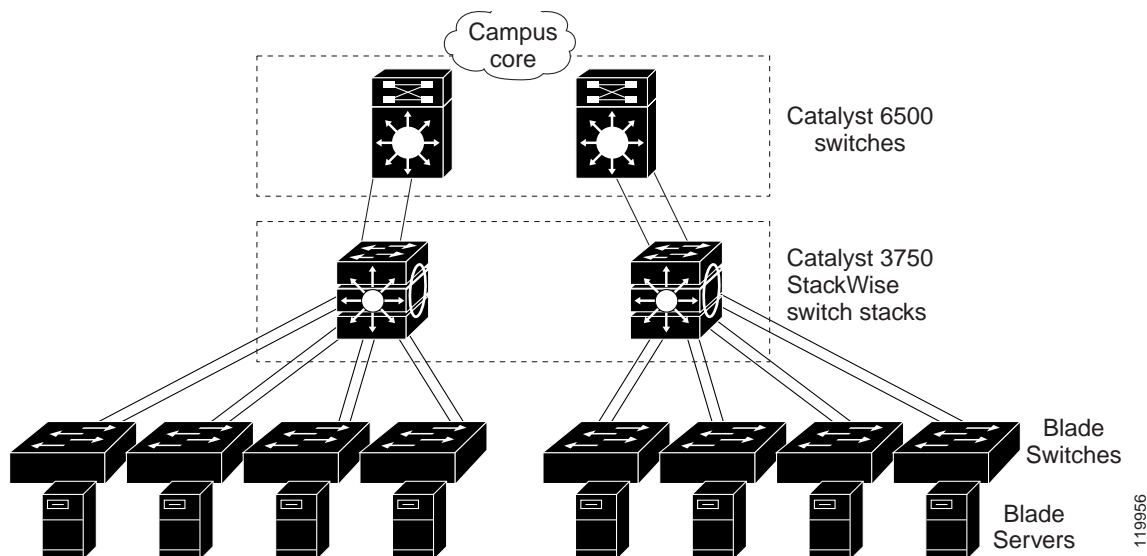 Campus
core
Catalyst 6500
switches
Catalyst 3750
StackWise
switch stacks
Blade
Switches
Blade
Servers
119956